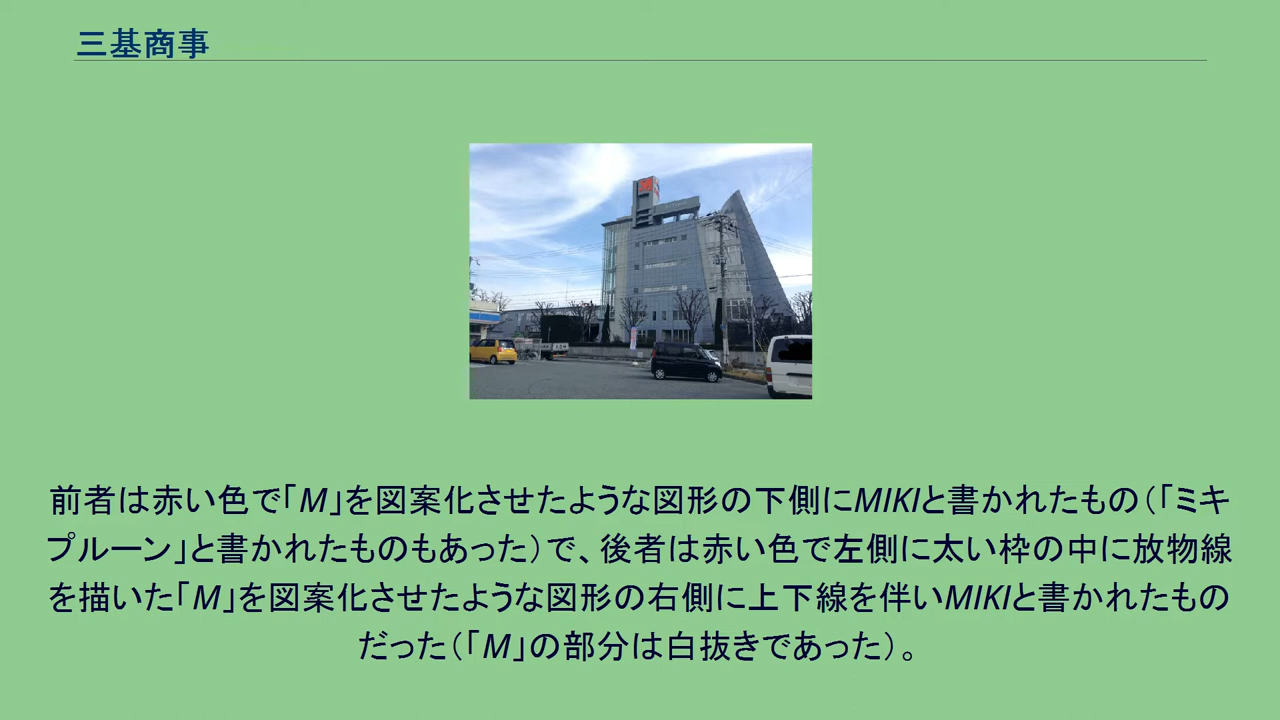 三基商事
前者は赤い色で「M」を図案化させたような図形の下側にMIKIと書かれたもの（「ミキ
プルーン」と書かれたものもあった）で、後者は赤い色で左側に太い枠の中に放物線
を描いた「M」を図案化させたような図形の右側に上下線を伴いMIKIと書かれたもの
だった（「M」の部分は白抜きであった）。